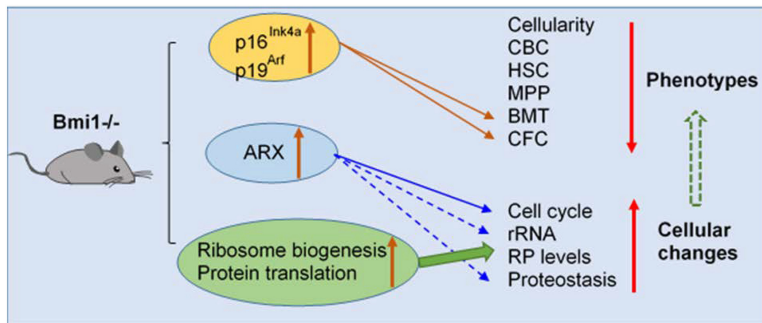 Bmi1-/-
p16Ink4a
p19Arf
ARX
Ribosome biogenesis
Protein translation
Cellularity
CBC
HSC
MPP
BMT
CFC
Phenotypes
Cell cycle
rRNA
RP levels
Proteostasis
Cellular
changes